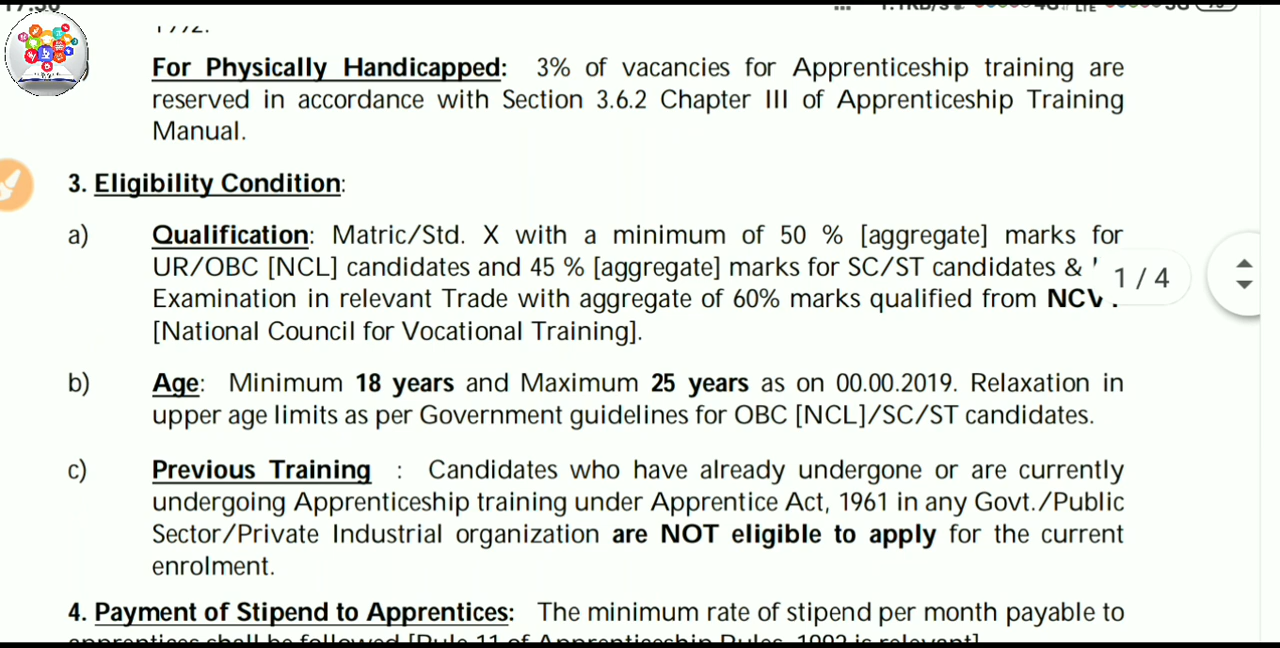 For Physically Handicapped: 3% of vacancies for Apprenticeship training are
reserved in accordance with Section 3.6.2 Chapter III of Apprenticeship Training
Manual.
3. Eligibility Condition:
a) Qualification: Matric/Std. X with a minimum of 50 % [aggregate] marks for
UR/OBC [NCL] candidates and 45 % [aggregate] marks for SC/ST candidates &
1 / 4
Examination in relevant Trade with aggregate of 60% marks qualified from
[National Council for Vocational Training].
b) Age: Minimum 18 years and Maximum 25 years as on 00.00.2019. Relaxation in
upper age limits as per Government guidelines for OBC [NCL]/SC/ST candidates.
c) Previous Training : Candidates who have already undergone or are currently
undergoing Apprenticeship training under Apprentice Act, 1961 in any Govt./Public
Sector/Private Industrial organization are NOT eligible to apply for the current
enrolment.
4. Payment of Stipend to Apprentices: The minimum rate of stipend per month payable to